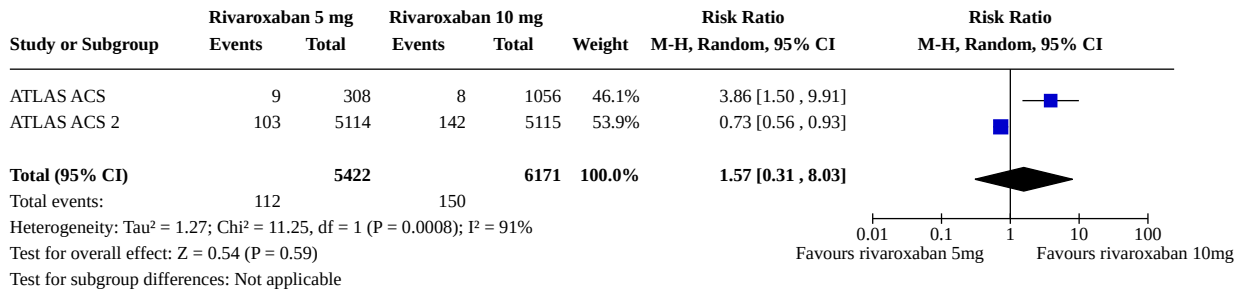 Rivaroxaban 5 mg Rivaroxaban 10 mg Risk Ratio Risk Ratio
Study or Subgroup Events Total Events Total Weight M-H, Random, 95% CI M-H, Random, 95% CI
ATLAS ACS 9 308 8 1056 46.1% 3.86 [1.50 , 9.91]
ATLAS ACS 2 103 5114 142 5115 53.9% 0.73 [0.56 , 0.93]
Total (95% CI) 5422 6171 100.0% 1.57 [0.31 , 8.03]
Total events: 112 150
Heterogeneity: Tau² = 1.27; Chi² = 11.25, df = 1 (P = 0.0008); I² = 91%
0.01 0.1 1 10 100
Test for overall effect: Z = 0.54 (P = 0.59) Favours rivaroxaban 5mg Favours rivaroxaban 10mg
Test for subgroup differences: Not applicable